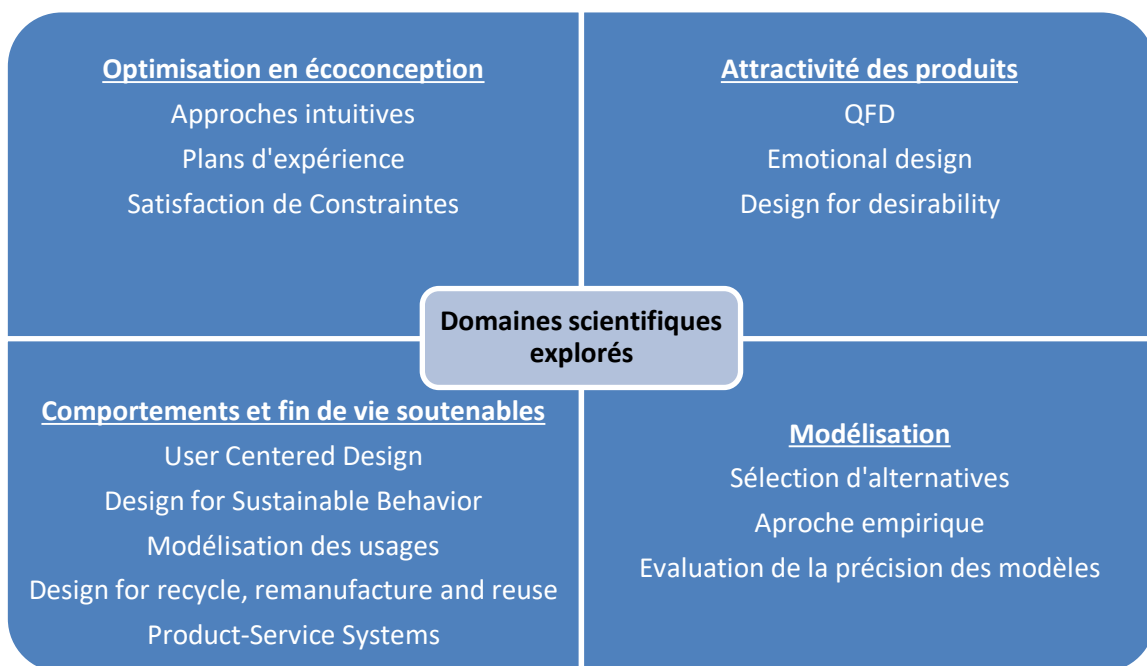 Optimisation en écoconception
Approches intuitives
Plans d'expérience
Satisfaction de Contraintes
Attractivité des produits
QFD
Emotional design
Design for desirability
Domaines scientifiques
explorés
Comportements et fin de vie soutenables
User Centered Design
Design for Sustainable Behavior
Modélisation des usages
Design for recycle, remanufacture and reuse
Product-Service Systems
Modélisation
Sélection d'alternatives
Aproche empirique
Evaluation de la précision des modèles